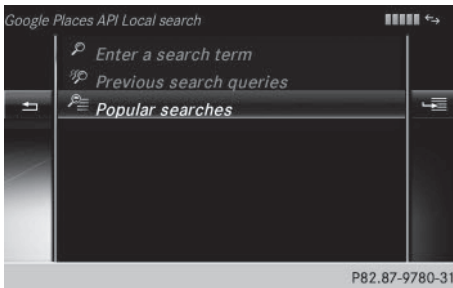 Google Places API Local search
Enter a search term
Previous search queries
Popular searches
P82.87-9780-31